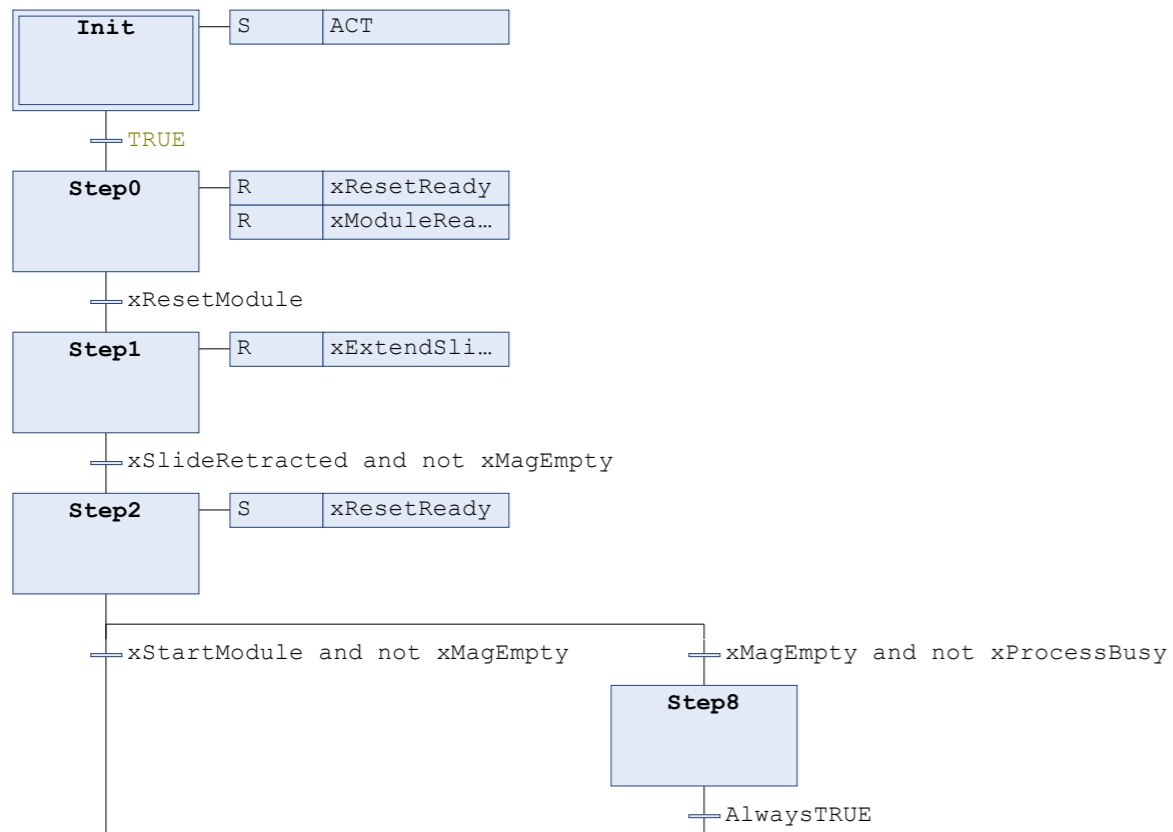 Init
S ACT
TRUE
Step0
R xResetReady
R xModuleRea…
xResetModule
Step1
R xExtendSli…
xSlideRetracted and not xMagEmpty
Step2
S xResetReady
xStartModule and not xMagEmpty
xMagEmpty and not xProcessBusy
Step8
AlwaysTRUE